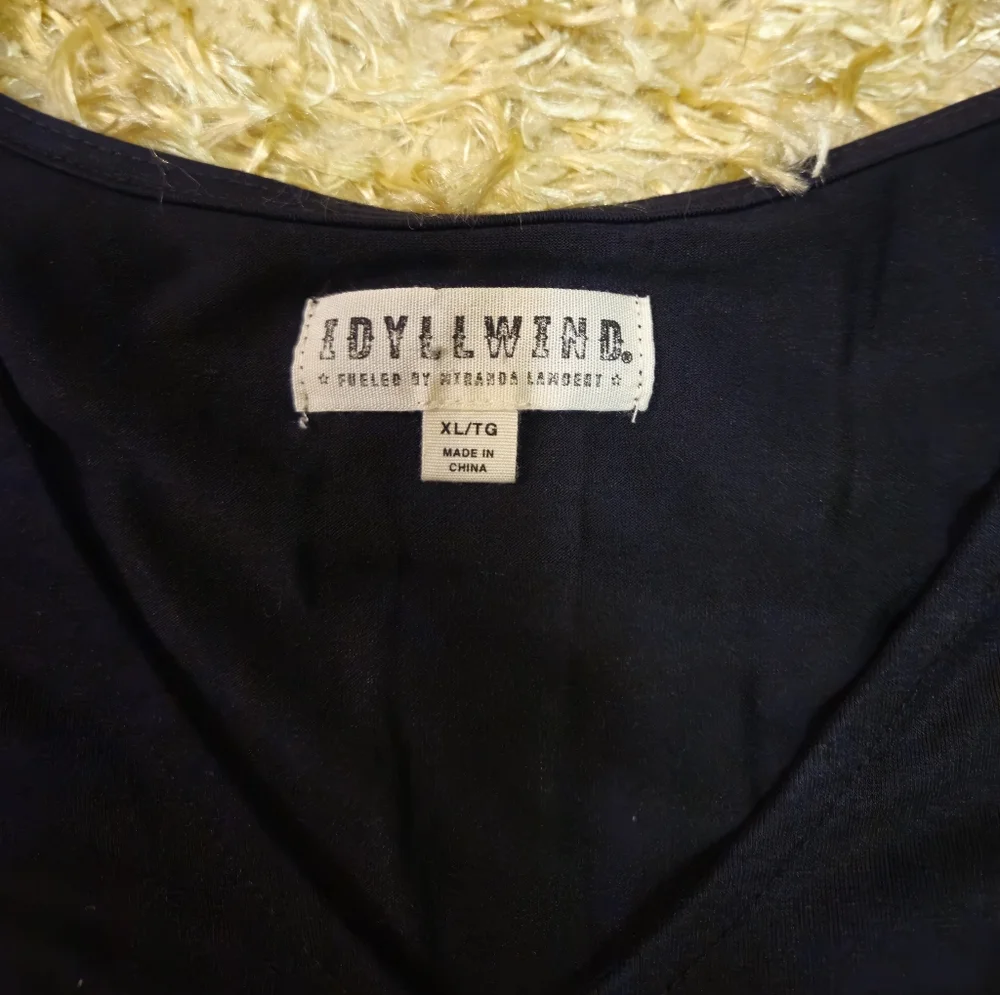 IDYLLWIND®
☆ FUELED BY MIRANDA LAMBERT ☆
XL/TG
MADE IN
CHINA